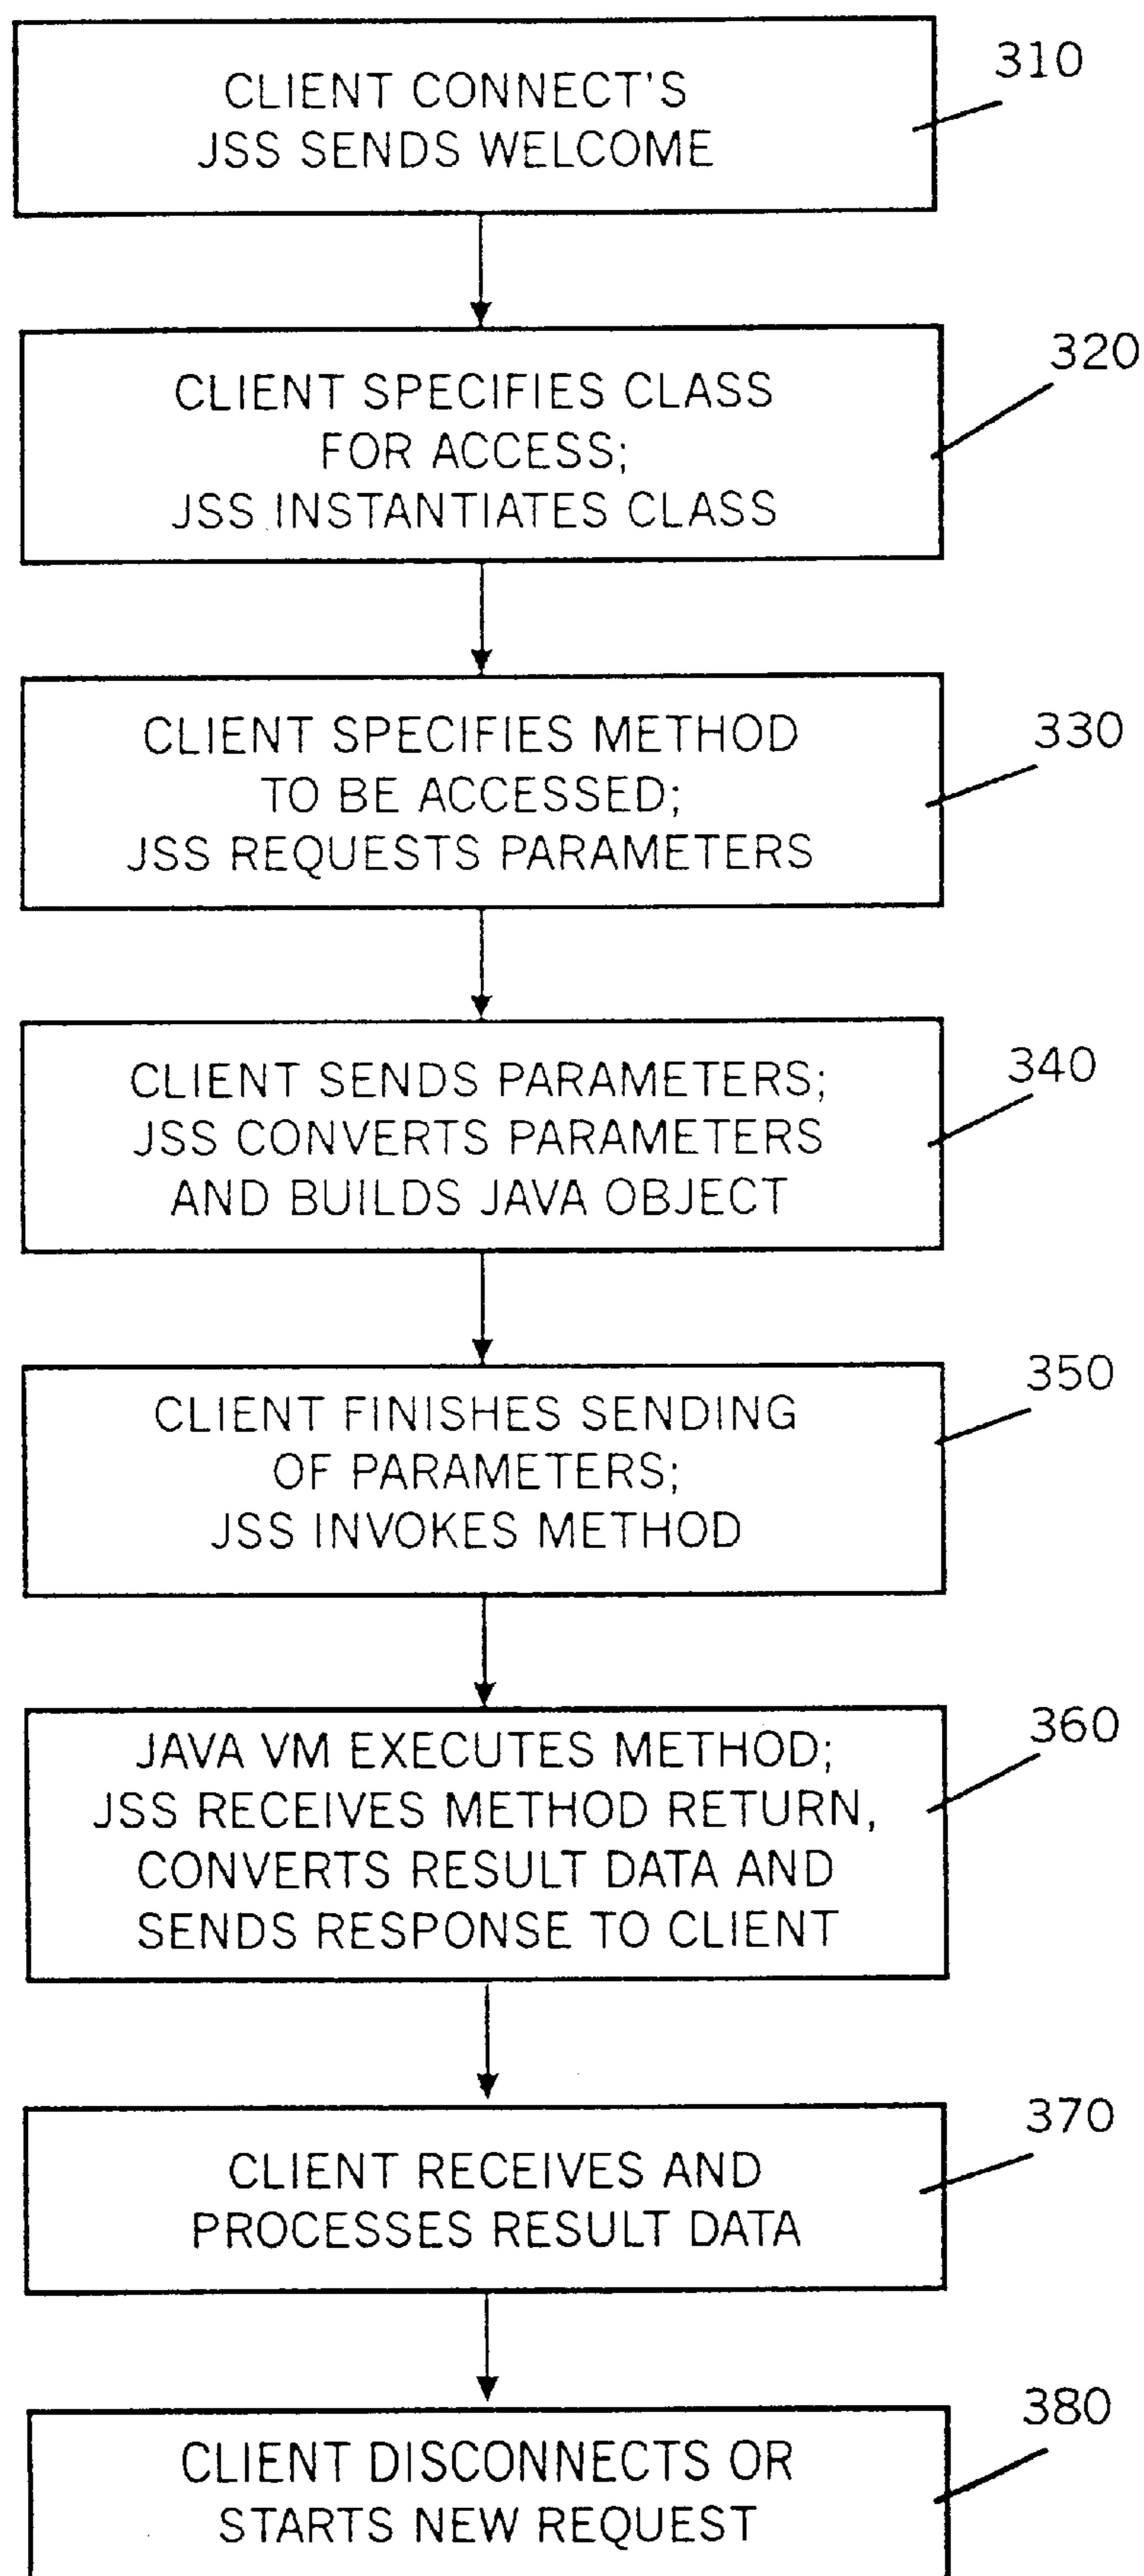 CLIENT CONNECT'S
JSS SENDS WELCOME
310
CLIENT SPECIFIES CLASS
FOR ACCESS;
JSS INSTANTIATES CLASS
320
CLIENT SPECIFIES METHOD
TO BE ACCESSED;
JSS REQUESTS PARAMETERS
330
CLIENT SENDS PARAMETERS;
JSS CONVERTS PARAMETERS
AND BUILDS JAVA OBJECT
340
CLIENT FINISHES SENDING
OF PARAMETERS;
JSS INVOKES METHOD
350
JAVA VM EXECUTES METHOD;
JSS RECEIVES METHOD RETURN,
CONVERTS RESULT DATA AND
SENDS RESPONSE TO CLIENT
360
CLIENT RECEIVES AND
PROCESSES RESULT DATA
370
CLIENT DISCONNECTS OR
STARTS NEW REQUEST
380